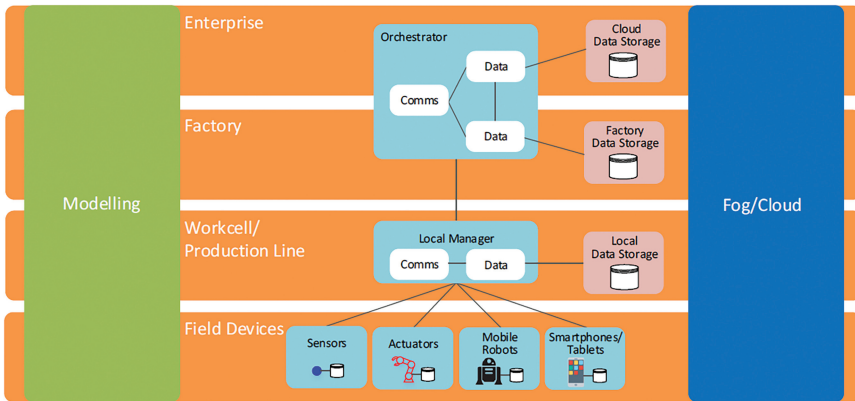 Enterprise
Orchestrator
Data
Comms
Data
Cloud
Data Storage
Factory
Factory
Data Storage
Modelling
Fog/Cloud
Workcell/
Production Line
Local Manager
Comms
Data
Local
Data Storage
Field Devices
Sensors
Actuators
Mobile
Robots
Smartphones/
Tablets